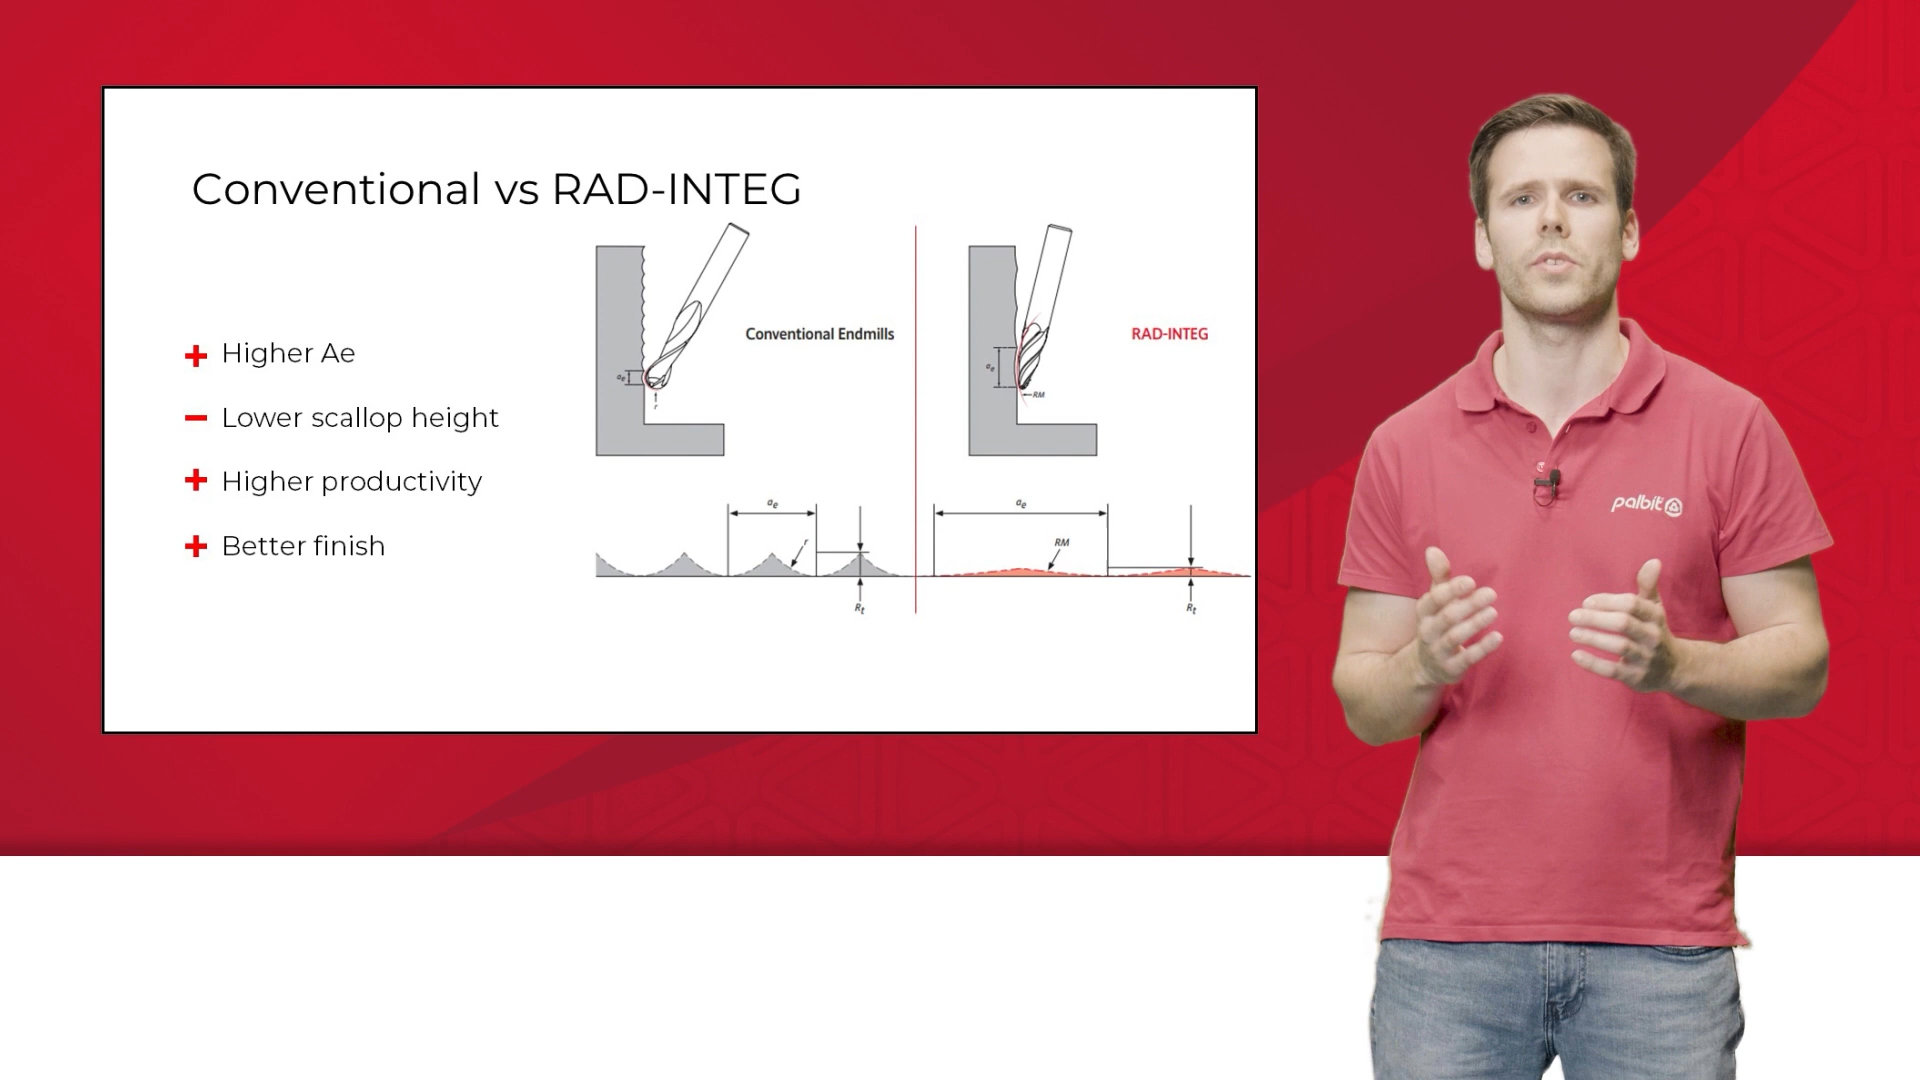 Conventional vs RAD-INTEG
Higher Ae
Lower scallop height
Higher productivity
Better finish
Conventional Endmills
ae
r
RAD-INTEG
ae
RM
ae
r
Rt
ae
RM
Rt
palbit